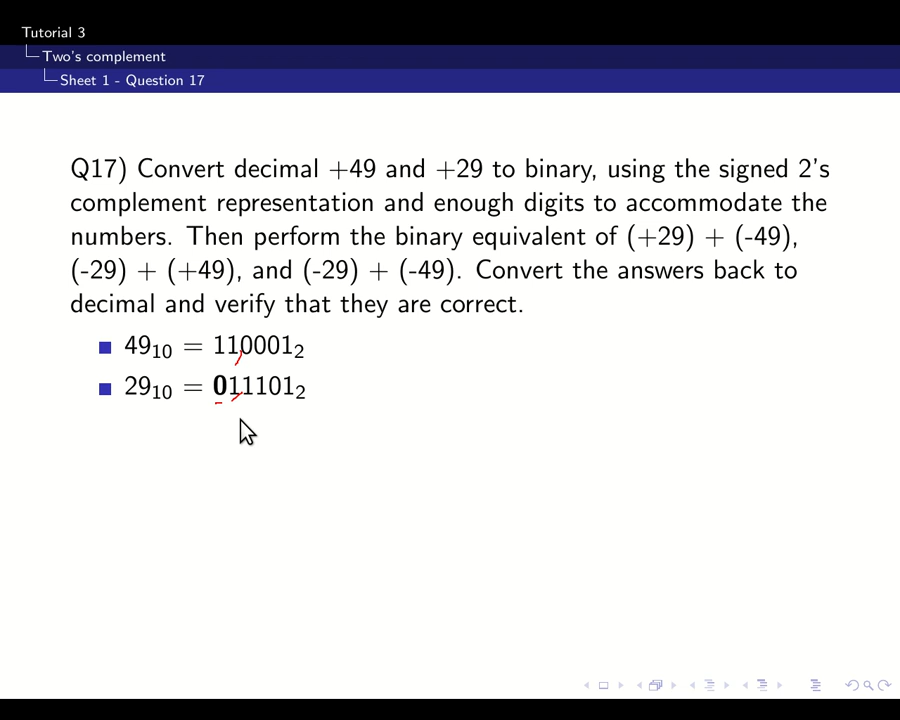 Tutorial 3
Two's complement
Sheet 1 - Question 17
Q17) Convert decimal +49 and +29 to binary, using the signed 2's
complement representation and enough digits to accommodate the
numbers. Then perform the binary equivalent of (+29) + (-49),
(-29) + (+49), and (-29) + (-49). Convert the answers back to
decimal and verify that they are correct.
49₁₀ = 110001₂
29₁₀ = 011101₂